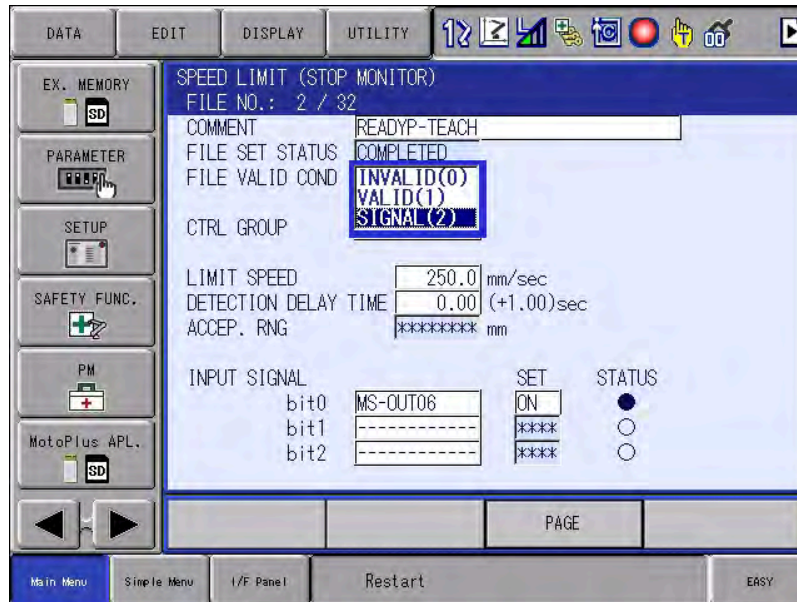 DATA EDIT DISPLAY UTILITY
EX. MEMORY
SD
PARAMETER
SETUP
SAFETY FUNC.
PM
MotoPlus APL.
SD
SPEED LIMIT (STOP MONITOR)
FILE NO.: 2 / 32
COMMENT READYP-TEACH
FILE SET STATUS COMPLETED
FILE VALID COND INVALID(0)
VALID(1)
SIGNAL(2)
CTRL GROUP
LIMIT SPEED 250.0 mm/sec
DETECTION DELAY TIME 0.00 (+1.00)sec
ACCEP. RNG ******** mm
INPUT SIGNAL SET STATUS
bit0 MS-OUT06 ON
bit1 ------------- ****
bit2 ------------- ****
PAGE
Main Menu Simple Menu I/F Panel Restart EASY